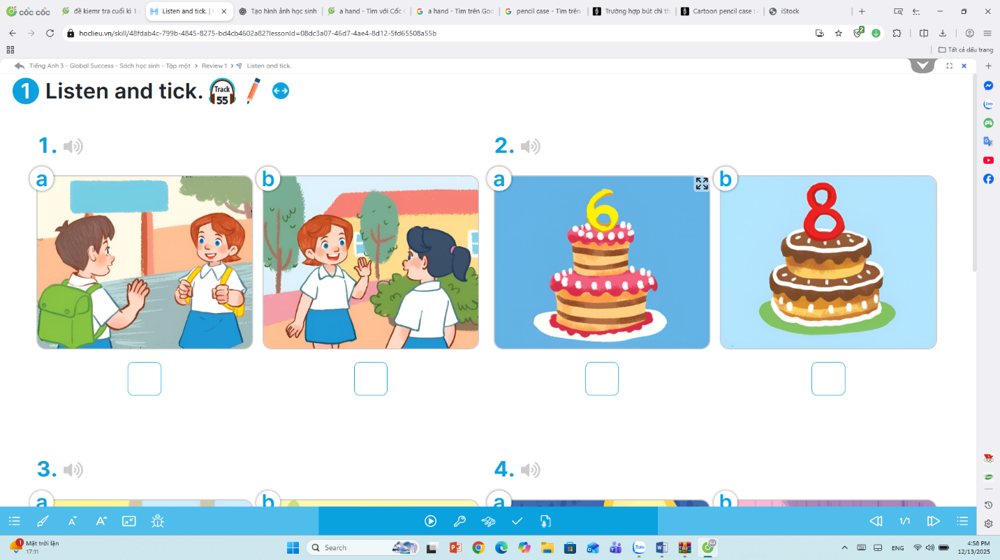 cốc cốc
đề kiemr tra cuối kì 1
Listen and tick. |
Tạo hình ảnh học sinh
a hand - Tìm với Cốc
a hand - Tìm trên Goo
pencil case - Tìm trên
Trường hợp bút chì th
Cartoon pencil case :
iStock
hoclieu.vn/skill/48fdab4c-799b-4845-8275-bd4cb4602a82?lessonId=08dc3a07-46d7-4ae4-8d12-5fd65508a55b
2
Tất cả dấu trang
Tiếng Anh 3 - Global Success - Sách học sinh - Tập một > Review 1 > Listen and tick.
1 Listen and tick. Track 55
1.
2.
a
b
a
b
6
8
3.
4.
a
b
a
b
A
A
1/1
Zalo
1
Mặt trời lặn
17:11
Search
Zalo
ENG
4:58 PM
12/13/2025